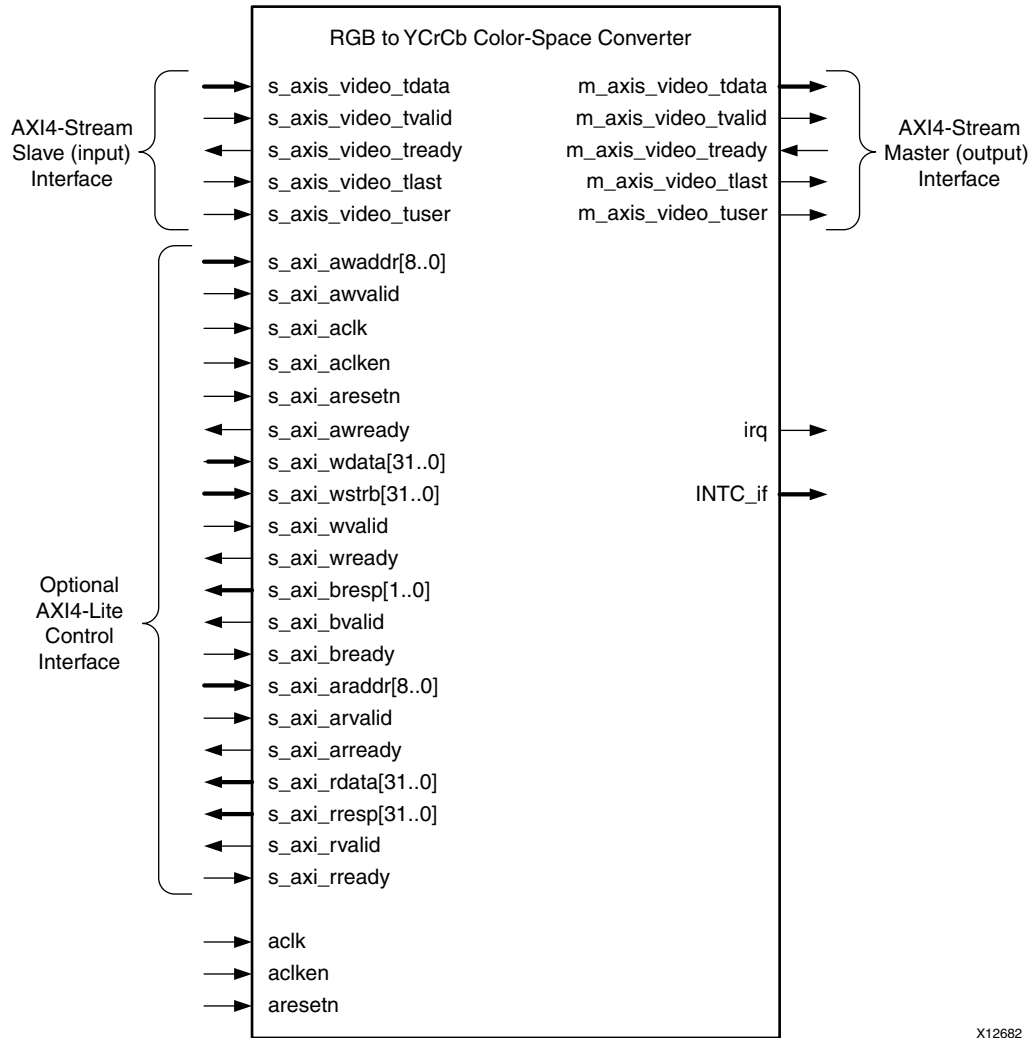 RGB to YCrCb Color-Space Converter
AXI4-Stream
Slave (input)
Interface
s_axis_video_tdata
s_axis_video_tvalid
s_axis_video_tready
s_axis_video_tlast
s_axis_video_tuser
m_axis_video_tdata
m_axis_video_tvalid
m_axis_video_tready
m_axis_video_tlast
m_axis_video_tuser
AXI4-Stream
Master (output)
Interface
Optional
AXI4-Lite
Control
Interface
s_axi_awaddr[8..0]
s_axi_awvalid
s_axi_aclk
s_axi_aclken
s_axi_aresetn
s_axi_awready
s_axi_wdata[31..0]
s_axi_wstrb[31..0]
s_axi_wvalid
s_axi_wready
s_axi_bresp[1..0]
s_axi_bvalid
s_axi_bready
s_axi_araddr[8..0]
s_axi_arvalid
s_axi_arready
s_axi_rdata[31..0]
s_axi_rresp[31..0]
s_axi_rvalid
s_axi_rready
irq
INTC_if
aclk
aclken
aresetn
X12682